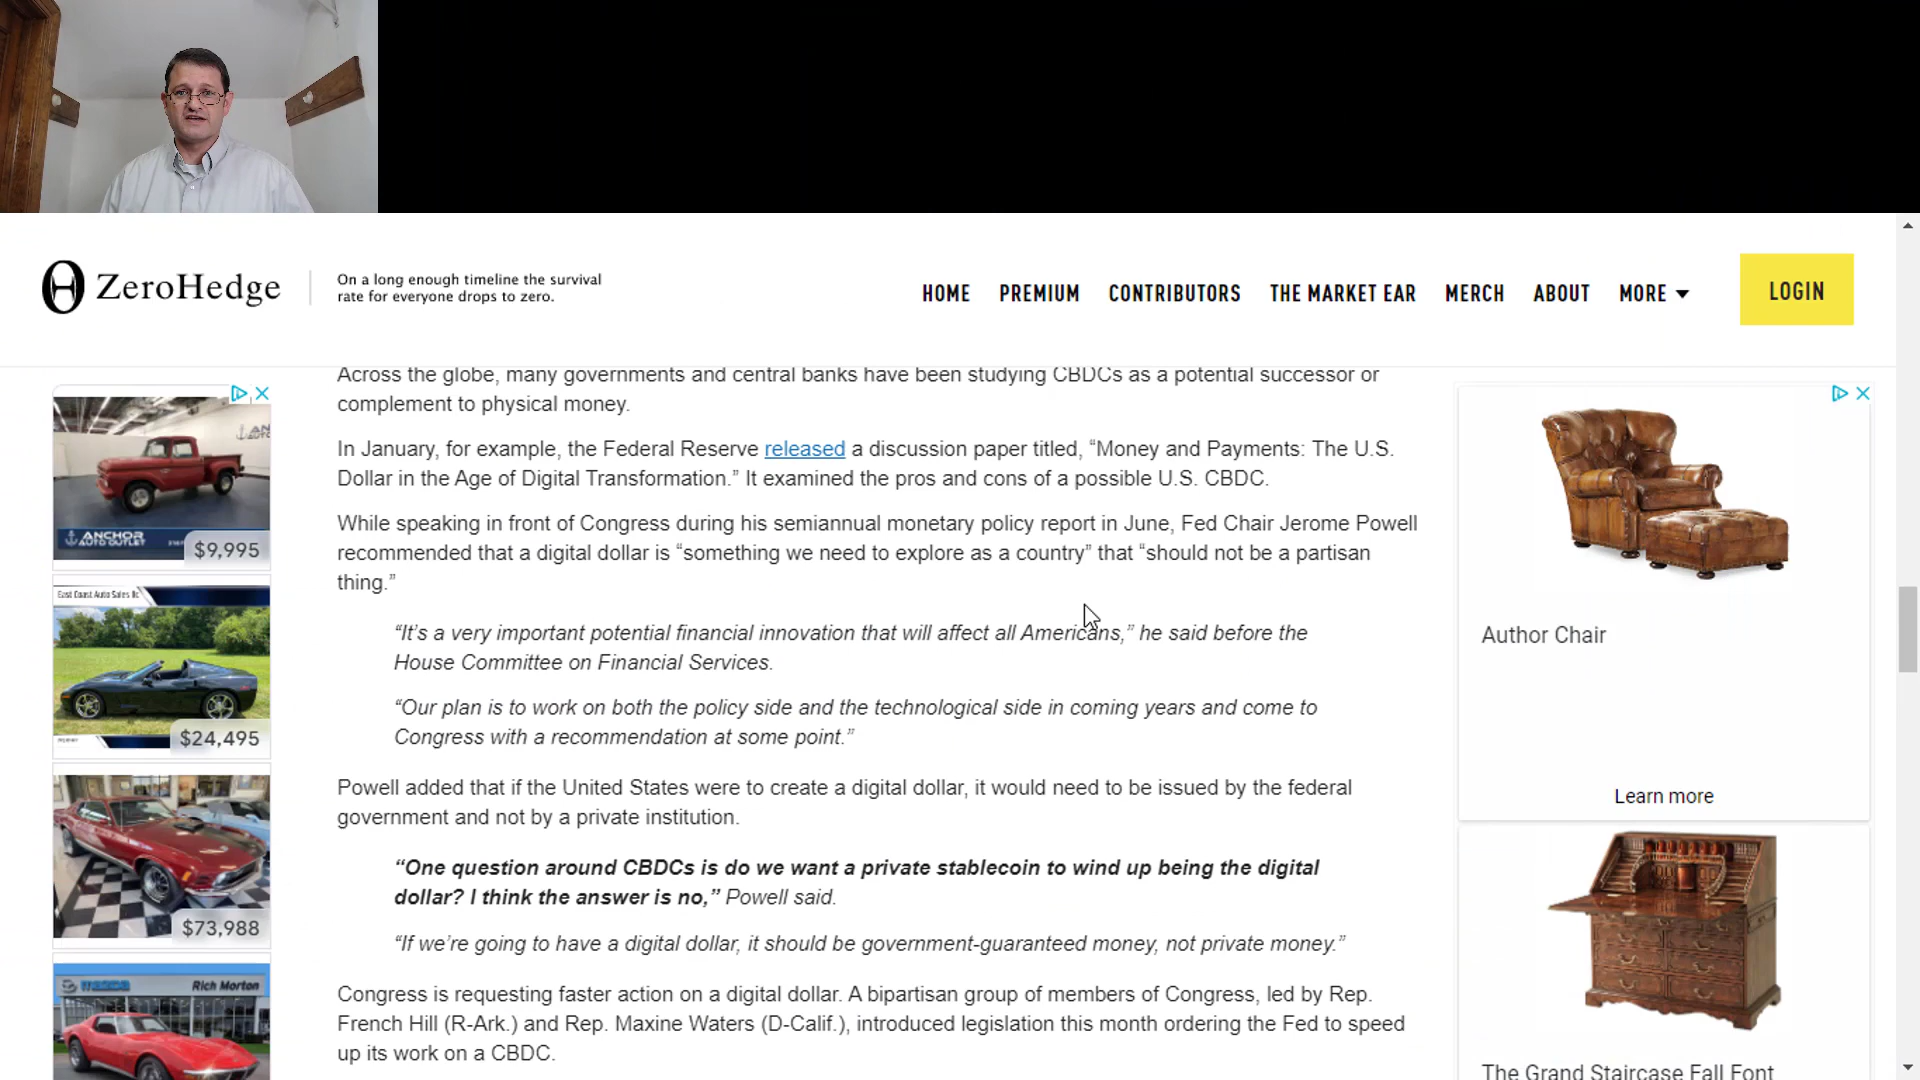 ZeroHedge
On a long enough timeline the survival
rate for everyone drops to zero.
HOME PREMIUM CONTRIBUTORS THE MARKET EAR MERCH ABOUT MORE LOGIN
Across the globe, many governments and central banks have been studying CBDCs as a potential successor or
complement to physical money.
In January, for example, the Federal Reserve released a discussion paper titled, “Money and Payments: The U.S.
Dollar in the Age of Digital Transformation.” It examined the pros and cons of a possible U.S. CBDC.
While speaking in front of Congress during his semiannual monetary policy report in June, Fed Chair Jerome Powell
recommended that a digital dollar is “something we need to explore as a country” that “should not be a partisan
thing.”
“It’s a very important potential financial innovation that will affect all Americans,” he said before the
House Committee on Financial Services.
“Our plan is to work on both the policy side and the technological side in coming years and come to
Congress with a recommendation at some point.”
Powell added that if the United States were to create a digital dollar, it would need to be issued by the federal
government and not by a private institution.
“One question around CBDCs is do we want a private stablecoin to wind up being the digital
dollar? I think the answer is no,” Powell said.
“If we’re going to have a digital dollar, it should be government-guaranteed money, not private money.”
Congress is requesting faster action on a digital dollar. A bipartisan group of members of Congress, led by Rep.
French Hill (R-Ark.) and Rep. Maxine Waters (D-Calif.), introduced legislation this month ordering the Fed to speed
up its work on a CBDC.
ANCHOR
AUTO OUTLET
$9,995
East Coast Auto Sales llc
$24,495
$73,988
mazda Rich Morton
Author Chair
Learn more
The Grand Staircase Fall Font